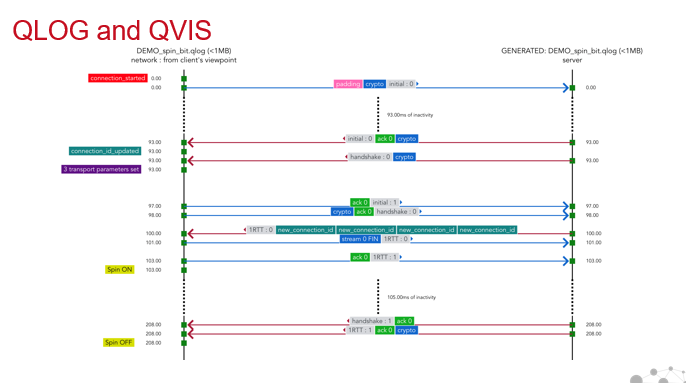 QLOG and QVIS
DEMO_spin_bit.qlog (<1MB)
network : from client's viewpoint
GENERATED: DEMO_spin_bit.qlog (<1MB)
server
connection_started 0.00
0.00 padding crypto initial : 0 0.00
93.00ms of inactivity
93.00 initial : 0 ack 0 crypto 93.00
connection_id_updated 93.00
93.00 handshake : 0 crypto 93.00
3 transport parameters set 93.00
97.00 ack 0 initial : 1 97.00
98.00 crypto ack 0 handshake : 0 98.00
100.00 1RTT : 0 new_connection_id new_connection_id new_connection_id new_connection_id 100.00
101.00 stream 0 FIN 1RTT : 0 101.00
103.00 ack 0 1RTT : 1 103.00
Spin ON 103.00
105.00ms of inactivity
208.00 handshake : 1 ack 0 208.00
208.00 1RTT : 1 ack 0 crypto 208.00
Spin OFF 208.00